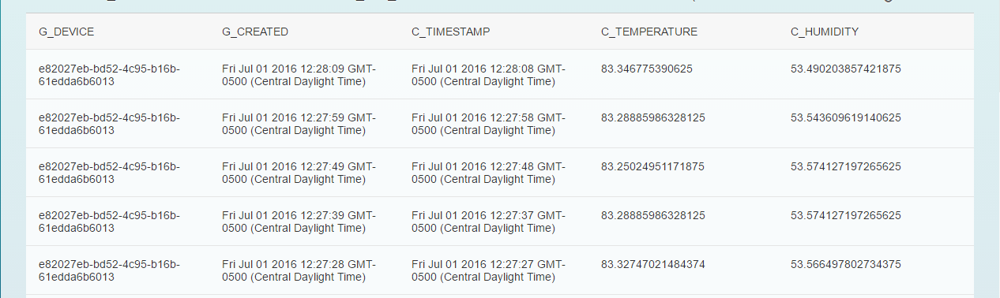 G_DEVICE G_CREATED C_TIMESTAMP C_TEMPERATURE C_HUMIDITY
e82027eb-bd52-4c95-b16b- Fri Jul 01 2016 12:28:09 GMT- Fri Jul 01 2016 12:28:08 GMT- 83.346775390625 53.490203857421875
61edda6b6013 0500 (Central Daylight Time) 0500 (Central Daylight Time)
e82027eb-bd52-4c95-b16b- Fri Jul 01 2016 12:27:59 GMT- Fri Jul 01 2016 12:27:58 GMT- 83.28885986328125 53.543609619140625
61edda6b6013 0500 (Central Daylight Time) 0500 (Central Daylight Time)
e82027eb-bd52-4c95-b16b- Fri Jul 01 2016 12:27:49 GMT- Fri Jul 01 2016 12:27:48 GMT- 83.25024951171875 53.574127197265625
61edda6b6013 0500 (Central Daylight Time) 0500 (Central Daylight Time)
e82027eb-bd52-4c95-b16b- Fri Jul 01 2016 12:27:39 GMT- Fri Jul 01 2016 12:27:37 GMT- 83.28885986328125 53.574127197265625
61edda6b6013 0500 (Central Daylight Time) 0500 (Central Daylight Time)
e82027eb-bd52-4c95-b16b- Fri Jul 01 2016 12:27:28 GMT- Fri Jul 01 2016 12:27:27 GMT- 83.32747021484374 53.566497802734375
61edda6b6013 0500 (Central Daylight Time) 0500 (Central Daylight Time)